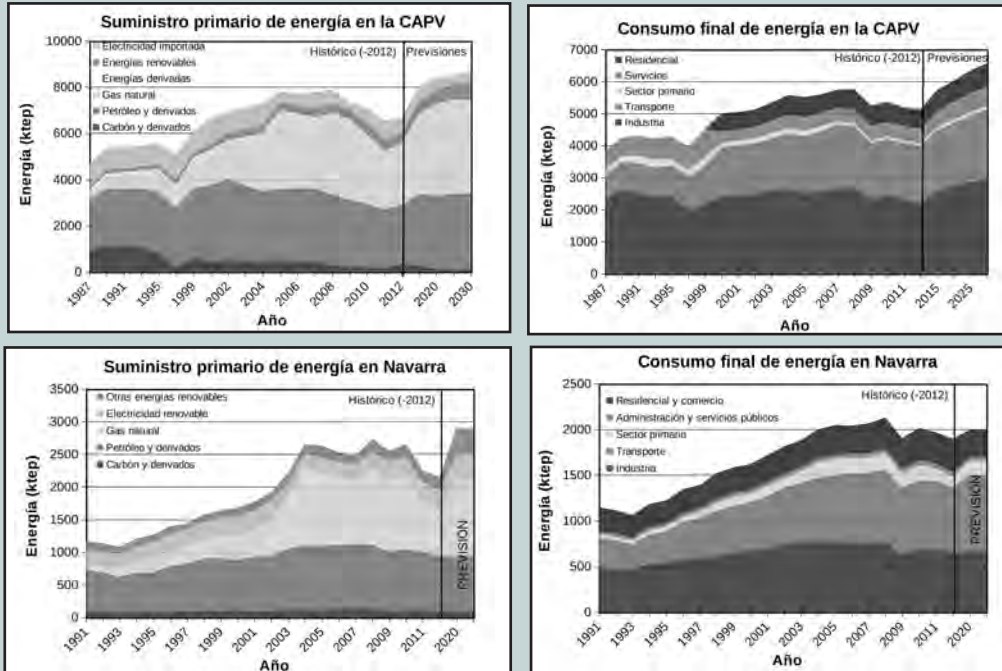 Suministro primario de energía en la CAPV
Histórico (-2012)
Previsiones
Electricidad importada
Energías renovables
Energías derivadas
Gas natural
Petróleo y derivados
Carbón y derivados
Energía (ktep)
10000
8000
6000
4000
2000
0
1987
1991
1995
1999
2002
2004
2006
2008
2010
2012
2020
2030
Año
Consumo final de energía en la CAPV
Histórico (-2012)
Previsiones
Residencial
Servicios
Sector primario
Transporte
Industria
Energía (ktep)
7000
6000
5000
4000
3000
2000
1000
0
1987
1991
1995
1999
2001
2003
2005
2007
2009
2011
2015
2025
Año
Suministro primario de energía en Navarra
Histórico (-2012)
Otras energías renovables
Electricidad renovable
Gas natural
Petróleo y derivados
Carbón y derivados
PREVISIÓN
Energía (ktep)
3500
3000
2500
2000
1500
1000
500
0
1991
1993
1995
1997
1999
2001
2003
2005
2007
2009
2011
2020
Año
Consumo final de energía en Navarra
Histórico (-2012)
Residencial y comercio
Administración y servicios públicos
Sector primario
Transporte
Industria
PREVISIÓN
Energía (ktep)
2500
2000
1500
1000
500
0
1991
1993
1995
1997
1999
2001
2003
2005
2007
2009
2011
2020
Año